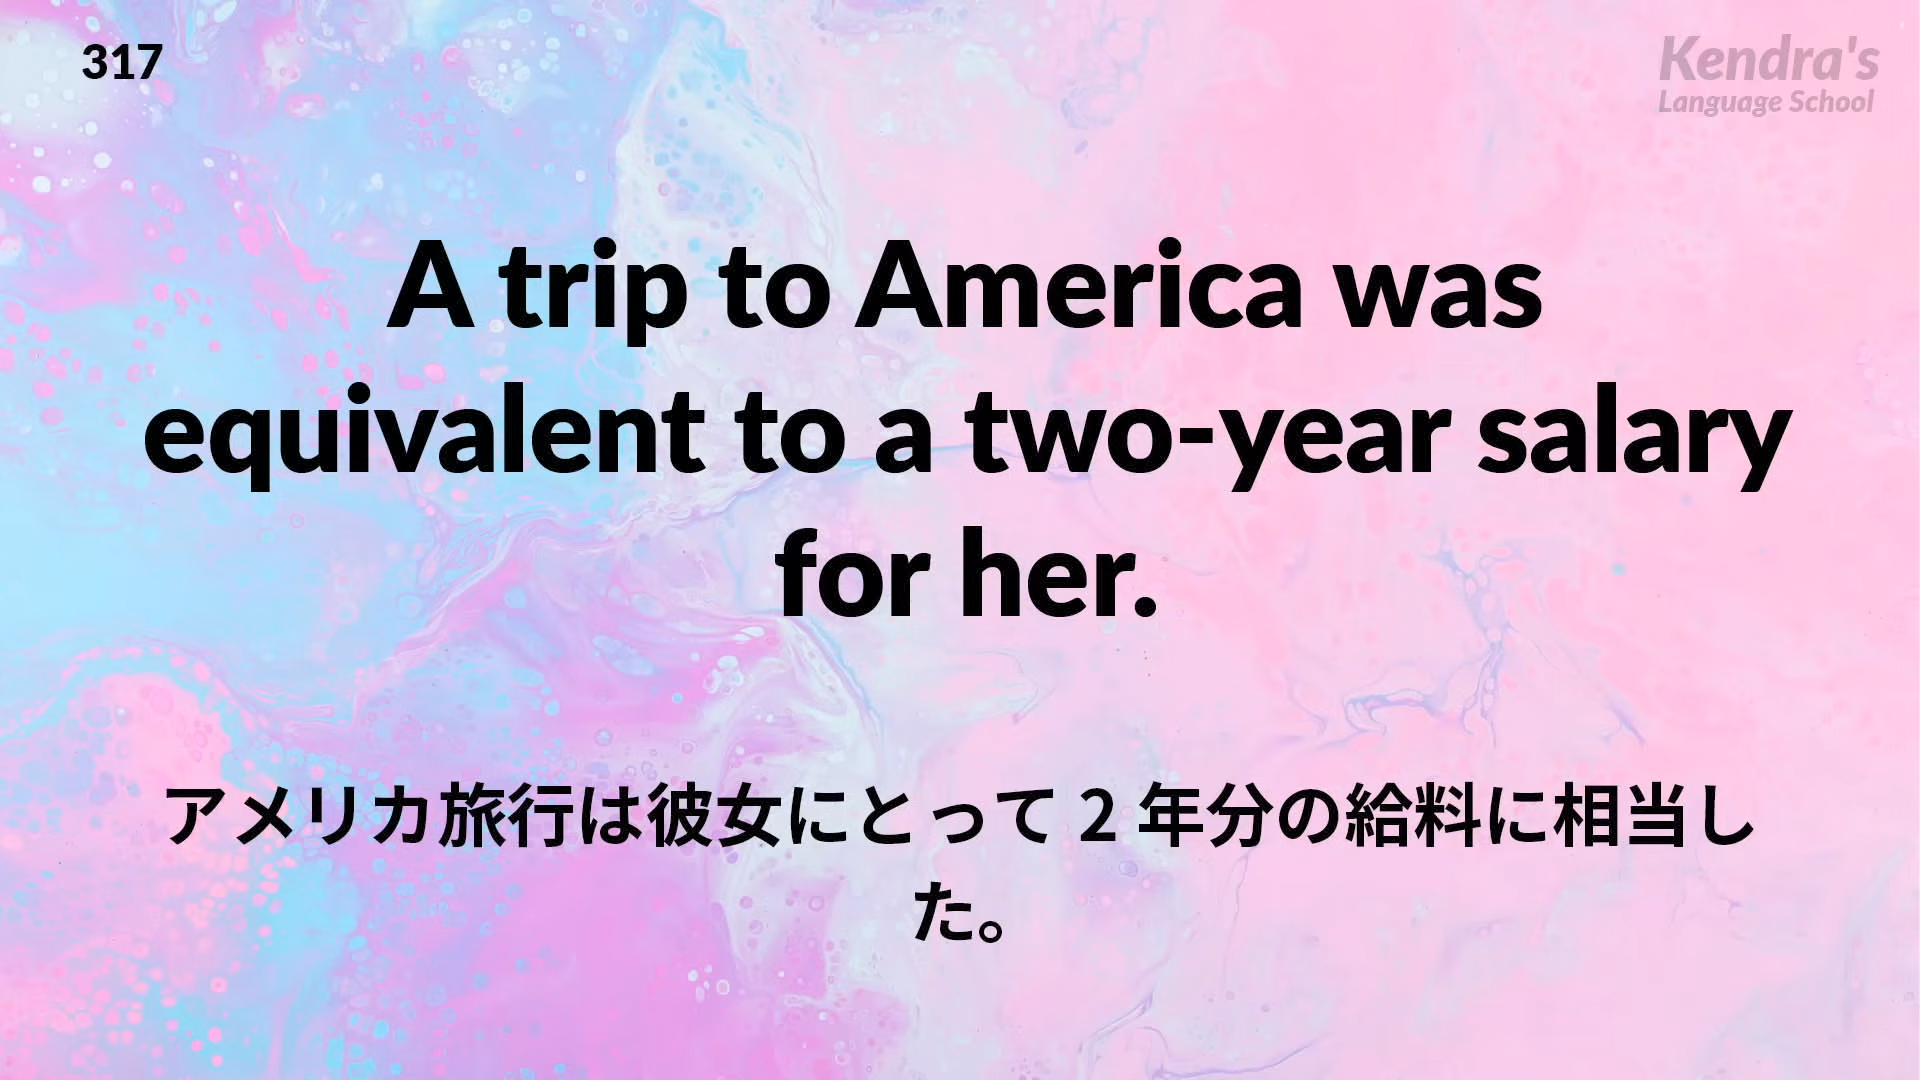 317
Kendra's
Language School
A trip to America was
equivalent to a two-year salary
for her.
アメリカ旅行は彼女にとって 2 年分の給料に相当し
た。